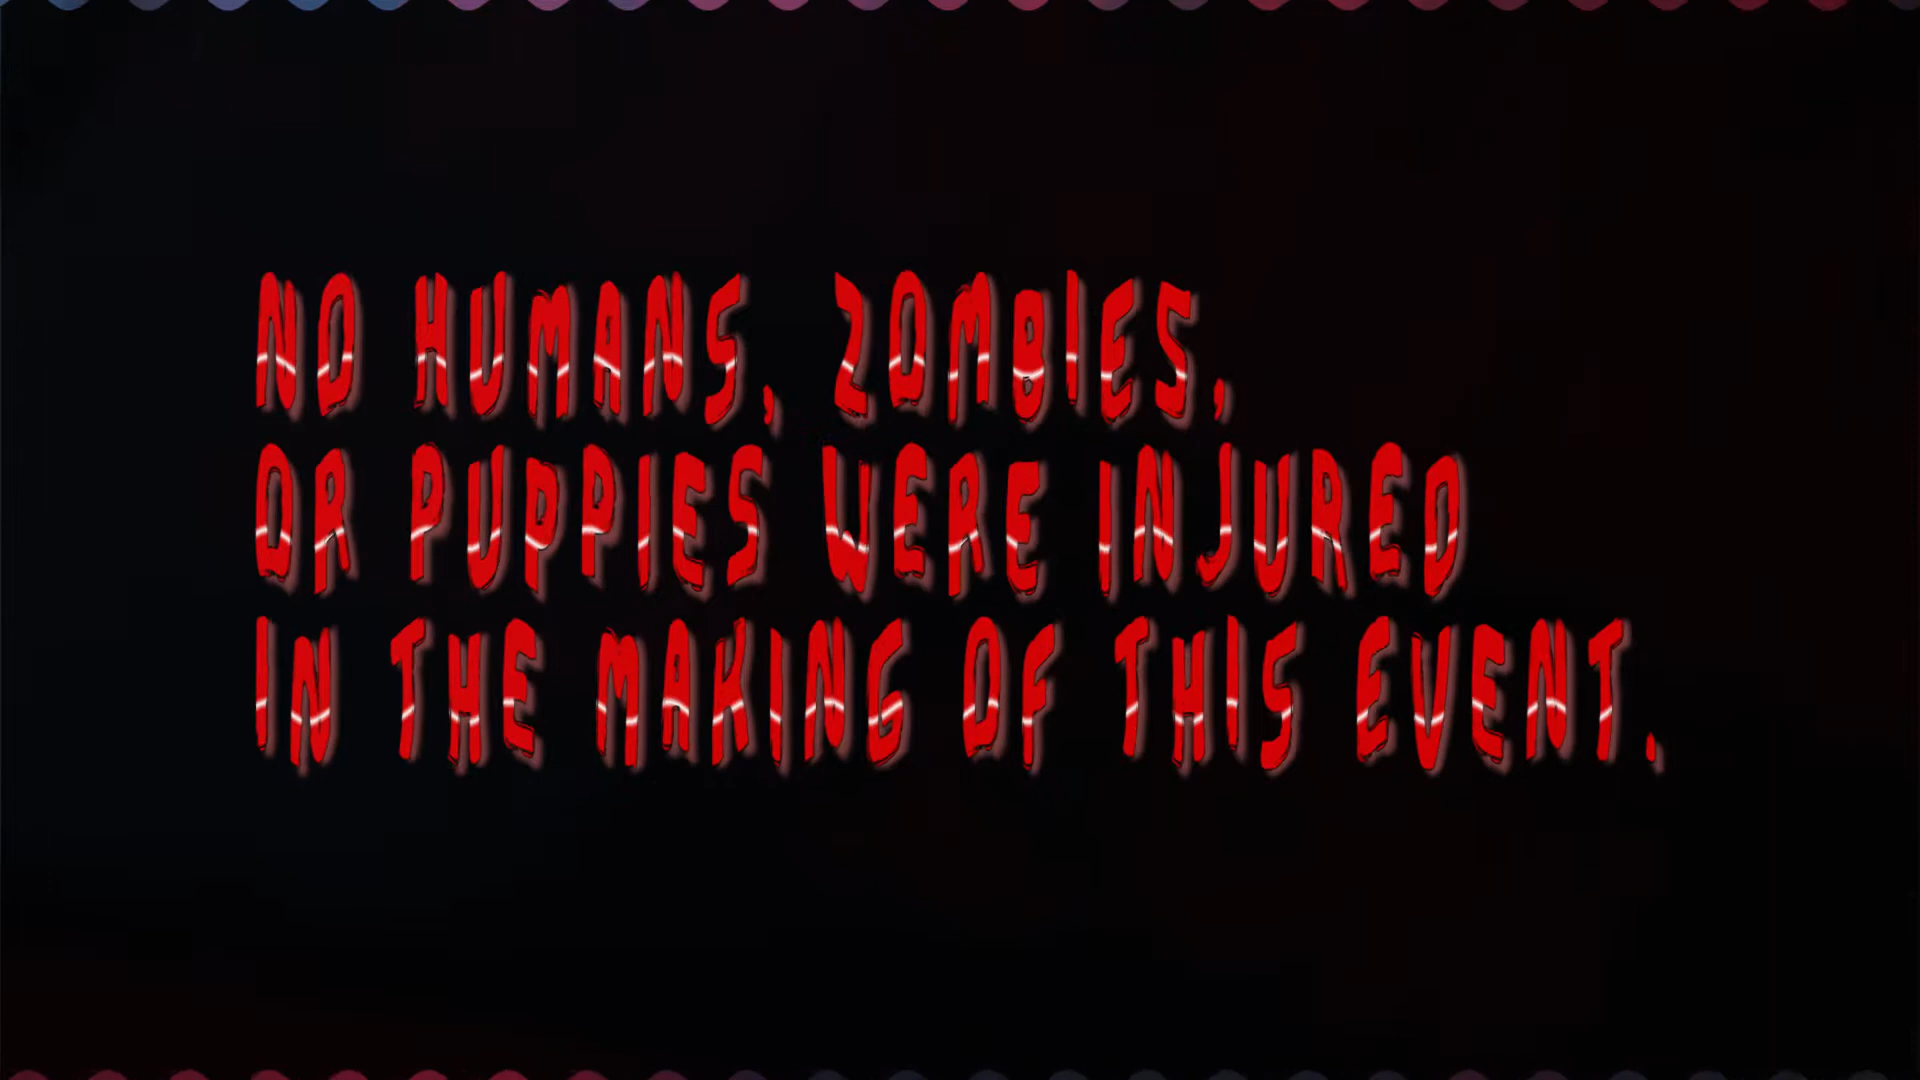 NO HUMANS, ZOMBIES,
OR PUPPIES WERE INJURED
IN THE MAKING OF THIS EVENT.